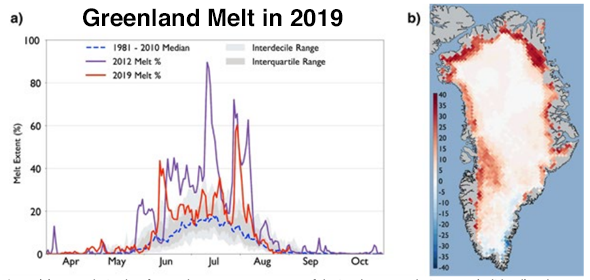 Greenland Melt in 2019
a)
100
80
60
40
20
0
Melt Extent (%)
1981 - 2010 Median
2012 Melt %
2019 Melt %
Interdecile Range
Interquartile Range
Apr May Jun Jul Aug Sep Oct
b)
40
35
30
25
20
15
10
5
0
-5
-10
-15
-20
-25
-30
-35
-40